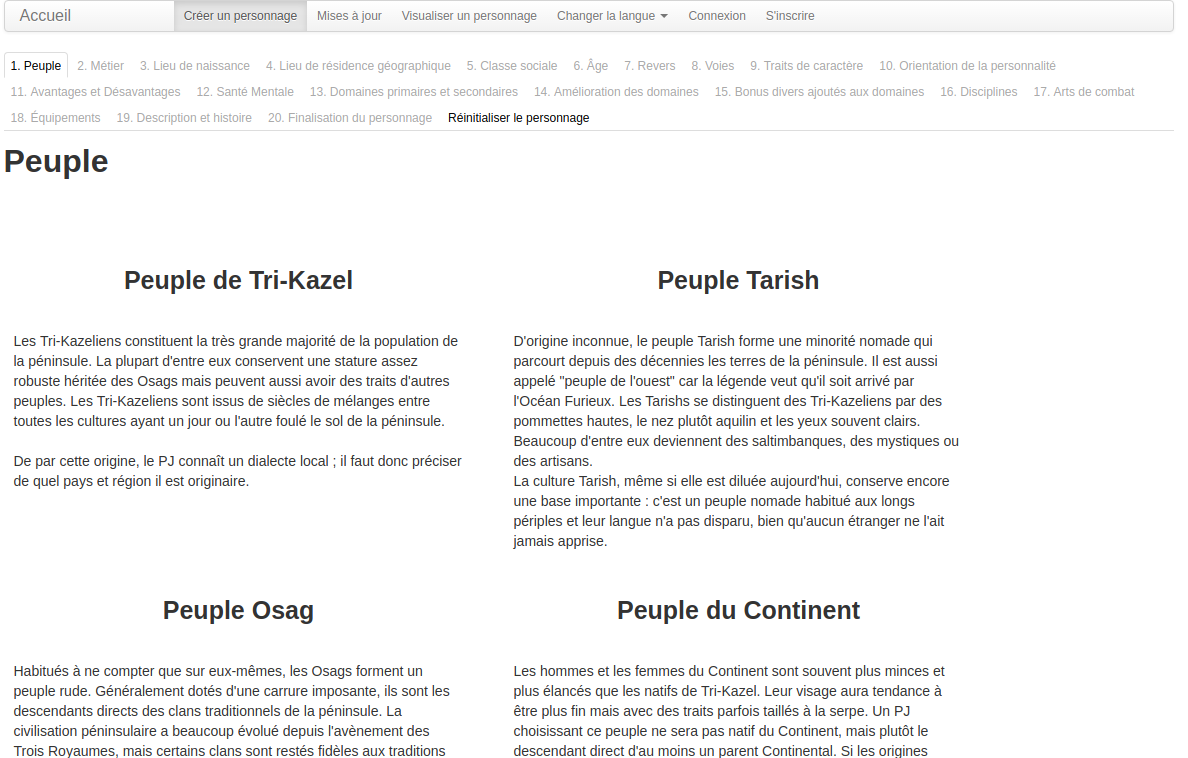 Accueil Créer un personnage Mises à jour Visualiser un personnage Changer la langue Connexion S'inscrire
1. Peuple 2. Métier 3. Lieu de naissance 4. Lieu de résidence géographique 5. Classe sociale 6. Âge 7. Revers 8. Voies 9. Traits de caractère 10. Orientation de la personnalité
11. Avantages et Désavantages 12. Santé Mentale 13. Domaines primaires et secondaires 14. Amélioration des domaines 15. Bonus divers ajoutés aux domaines 16. Disciplines 17. Arts de combat
18. Équipements 19. Description et histoire 20. Finalisation du personnage Réinitialiser le personnage
Peuple
Peuple de Tri-Kazel
Les Tri-Kazeliens constituent la très grande majorité de la population de
la péninsule. La plupart d'entre eux conservent une stature assez
robuste héritée des Osags mais peuvent aussi avoir des traits d'autres
peuples. Les Tri-Kazeliens sont issus de siècles de mélanges entre
toutes les cultures ayant un jour ou l'autre foulé le sol de la péninsule.
De par cette origine, le PJ connaît un dialecte local ; il faut donc préciser
de quel pays et région il est originaire.
Peuple Tarish
D'origine inconnue, le peuple Tarish forme une minorité nomade qui
parcourt depuis des décennies les terres de la péninsule. Il est aussi
appelé "peuple de l'ouest" car la légende veut qu'il soit arrivé par
l'Océan Furieux. Les Tarishs se distinguent des Tri-Kazeliens par des
pommettes hautes, le nez plutôt aquilin et les yeux souvent clairs.
Beaucoup d'entre eux deviennent des saltimbanques, des mystiques ou
des artisans.
La culture Tarish, même si elle est diluée aujourd'hui, conserve encore
une base importante : c'est un peuple nomade habitué aux longs
périples et leur langue n'a pas disparu, bien qu'aucun étranger ne l'ait
jamais apprise.
Peuple Osag
Habitués à ne compter que sur eux-mêmes, les Osags forment un
peuple rude. Généralement dotés d'une carrure imposante, ils sont les
descendants directs des clans traditionnels de la péninsule. La
civilisation péninsulaire a beaucoup évolué depuis l'avènement des
Trois Royaumes, mais certains clans sont restés fidèles aux traditions
Peuple du Continent
Les hommes et les femmes du Continent sont souvent plus minces et
plus élancés que les natifs de Tri-Kazel. Leur visage aura tendance à
être plus fin mais avec des traits parfois taillés à la serpe. Un PJ
choisissant ce peuple ne sera pas natif du Continent, mais plutôt le
descendant direct d'au moins un parent Continental. Si les origines